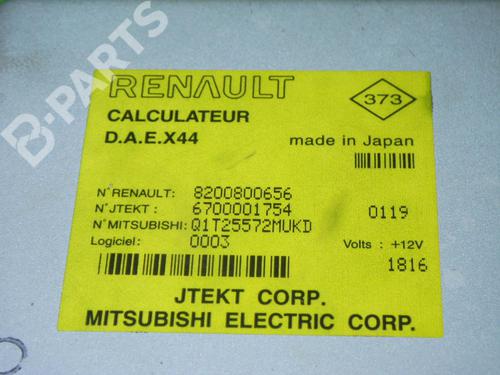 RENAULT
373
CALCULATEUR
D.A.E.X44
made in Japan
N°RENAULT: 8200800656
N°JTEKT : 6700001754
0119
N°MITSUBISHI: Q1T25572MUKD
Logiciel: 0003
Volts : +12V
1816
JTEKT CORP.
MITSUBISHI ELECTRIC CORP.
B-PARTS